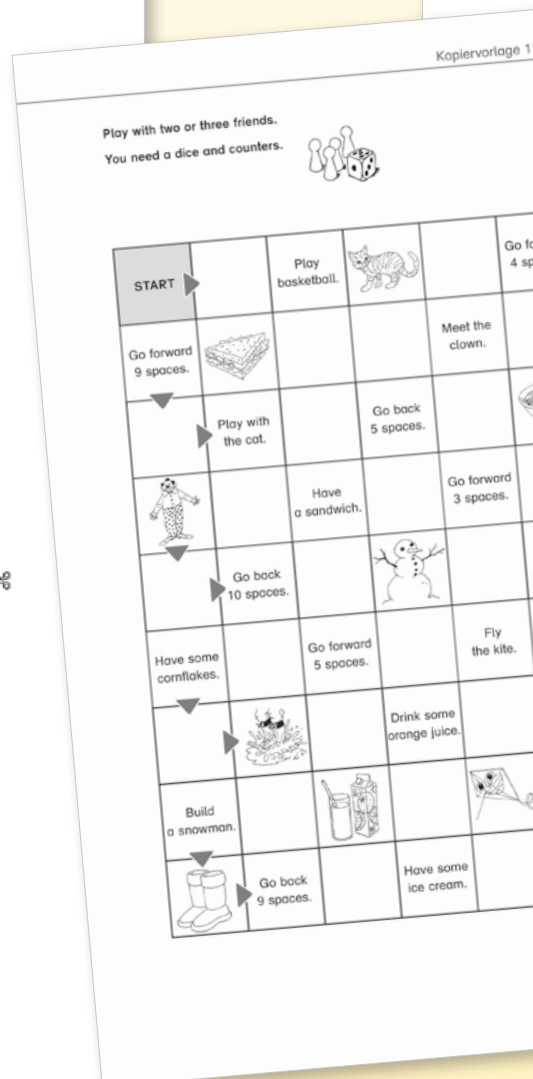 Kopiervorlage 1
Play with two or three friends.
You need a dice and counters.
START
Play
basketball.
Go fo
4 sp
Go forward
9 spaces.
Meet the
clown.
Play with
the cat.
Go back
5 spaces.
Have
a sandwich.
Go forward
3 spaces.
Go back
10 spaces.
Have some
cornflakes.
Go forward
5 spaces.
Fly
the kite.
Drink some
orange juice.
Build
a snowman.
Go back
9 spaces.
Have some
ice cream.